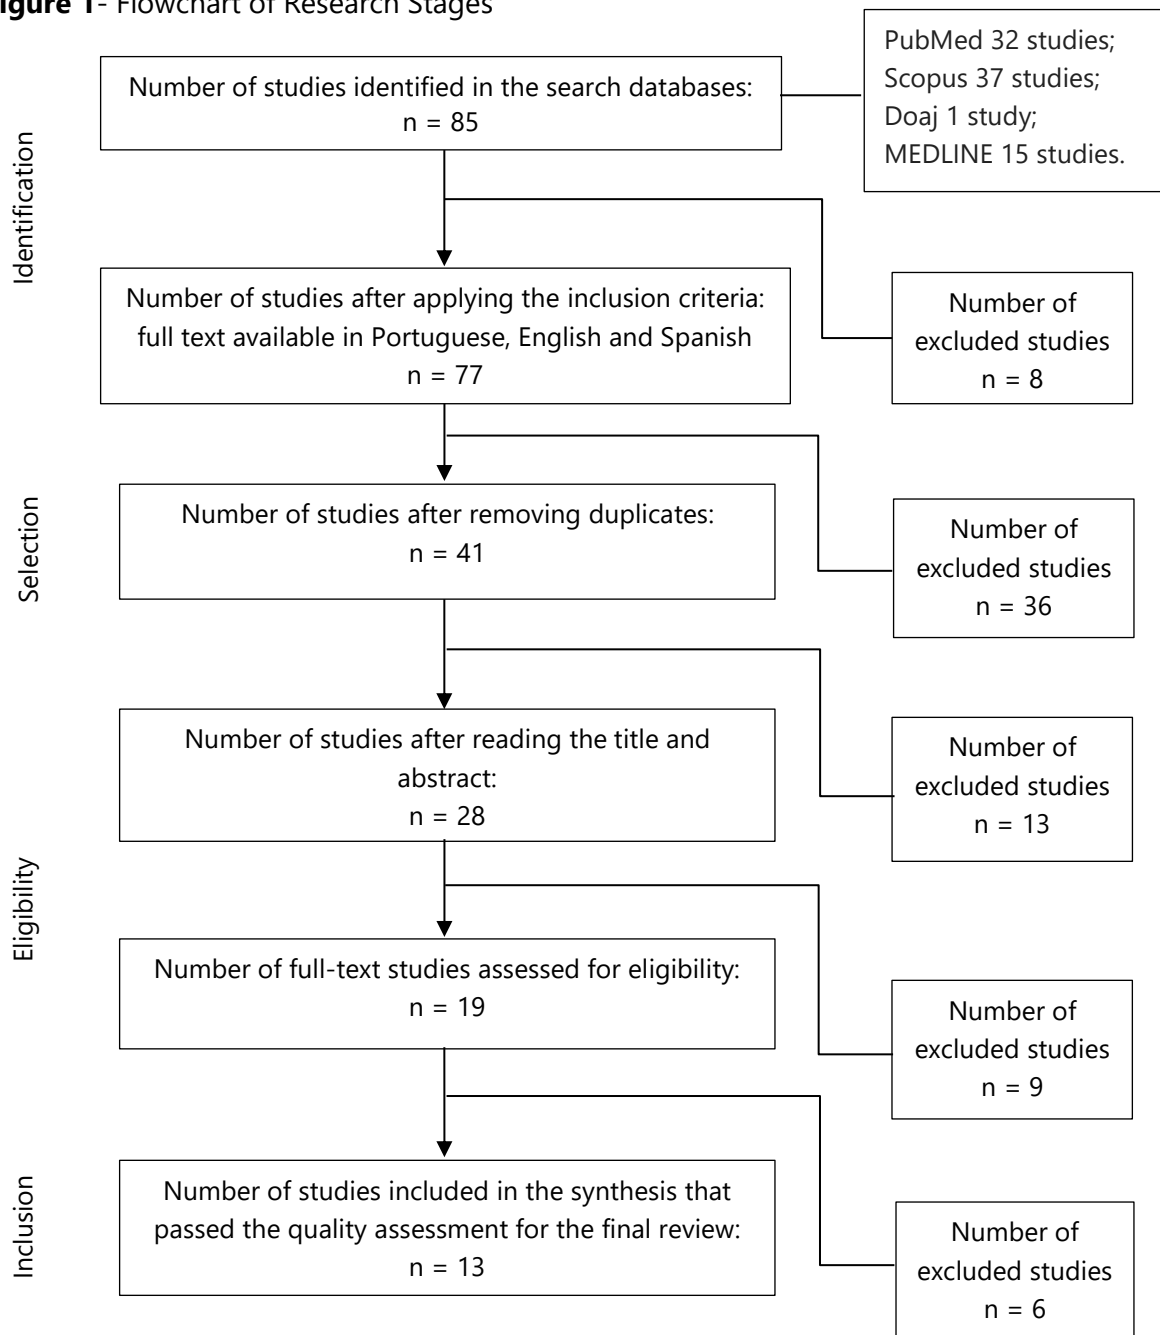 igure 1- Flowchart of Research Stages
PubMed 32 studies;
Scopus 37 studies;
Doaj 1 study;
MEDLINE 15 studies.
Number of studies identified in the search databases:
n = 85
Identification
Number of studies after applying the inclusion criteria:
full text available in Portuguese, English and Spanish
n = 77
Number of
excluded studies
n = 8
Selection
Number of studies after removing duplicates:
n = 41
Number of
excluded studies
n = 36
Number of studies after reading the title and
abstract:
n = 28
Number of
excluded studies
n = 13
Eligibility
Number of full-text studies assessed for eligibility:
n = 19
Number of
excluded studies
n = 9
Inclusion
Number of studies included in the synthesis that
passed the quality assessment for the final review:
n = 13
Number of
excluded studies
n = 6